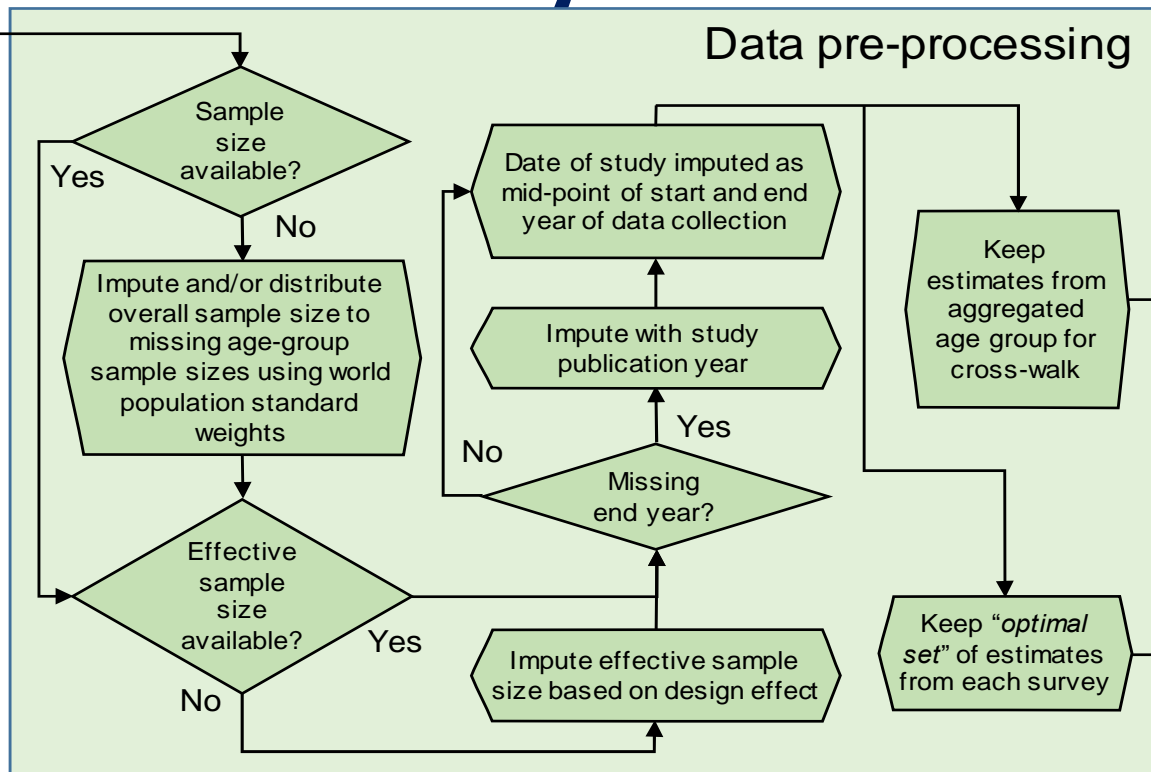 Data pre-processing
Sample
size
available?
Yes
No
Impute and/or distribute
overall sample size to
missing age-group
sample sizes using world
population standard
weights
Effective
sample
size
available?
Yes
No
Impute effective sample
size based on design effect
Missing
end year?
Yes
No
Impute with study
publication year
Date of study imputed as
mid-point of start and end
year of data collection
Keep
estimates from
aggregated
age group for
cross-walk
Keep “optimal
set” of estimates
from each survey